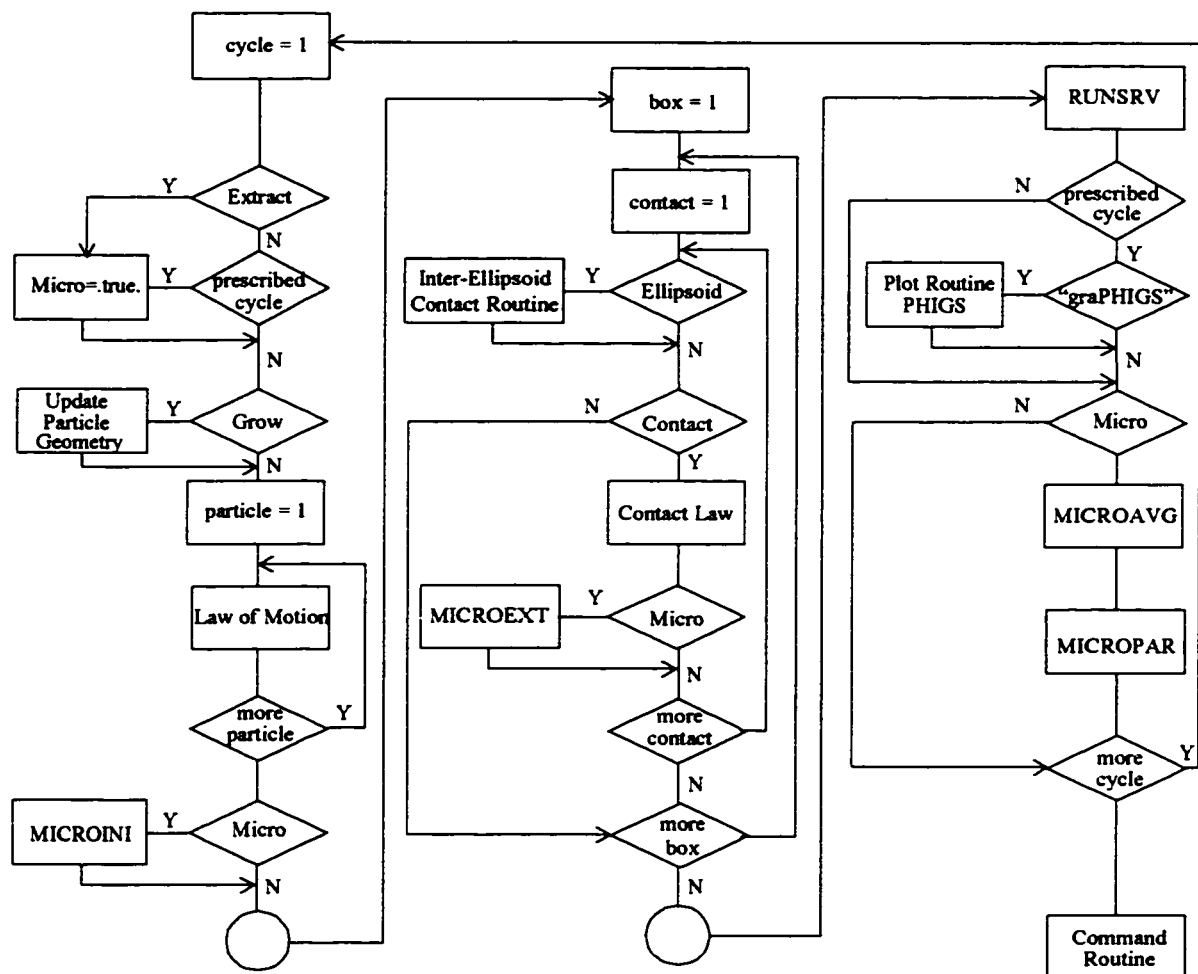 cycle = 1
Y
Extract
N
Micro=.true.
Y
prescribed
cycle
N
Update
Particle
Geometry
Y
Grow
N
particle = 1
Law of Motion
more
particle
Y
MICROINI
Y
Micro
N
box = 1
contact = 1
Inter-Ellipsoid
Contact Routine
Y
Ellipsoid
N
N
Contact
Y
Contact Law
MICROEXT
Y
Micro
N
more
contact
N
more
box
N
RUNSRV
N
prescribed
cycle
Y
Plot Routine
PHIGS
Y
“graPHIGS”
N
N
Micro
MICROAVG
MICROPAR
more
cycle
Y
Command
Routine